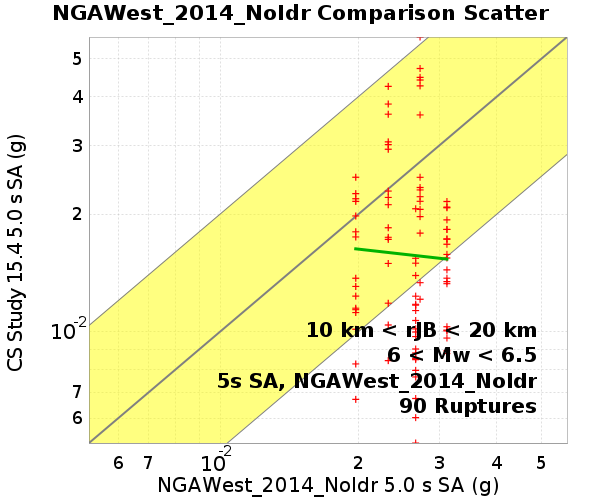 NGAWest_2014_NoIdr Comparison Scatter
CS Study 15.4 5.0 s SA (g)
5
4
3
2
10^-2
7
6
10 km < rJB < 20 km
6 < Mw < 6.5
5s SA, NGAWest_2014_NoIdr
90 Ruptures
6 7 10^-2 2 3 4 5
NGAWest_2014_NoIdr 5.0 s SA (g)